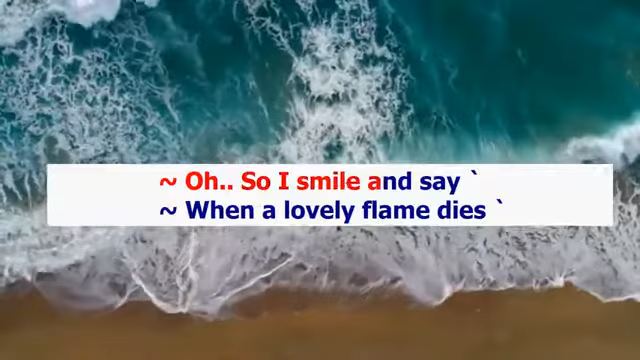 ~ Oh.. So I smile and say `
~ When a lovely flame dies `